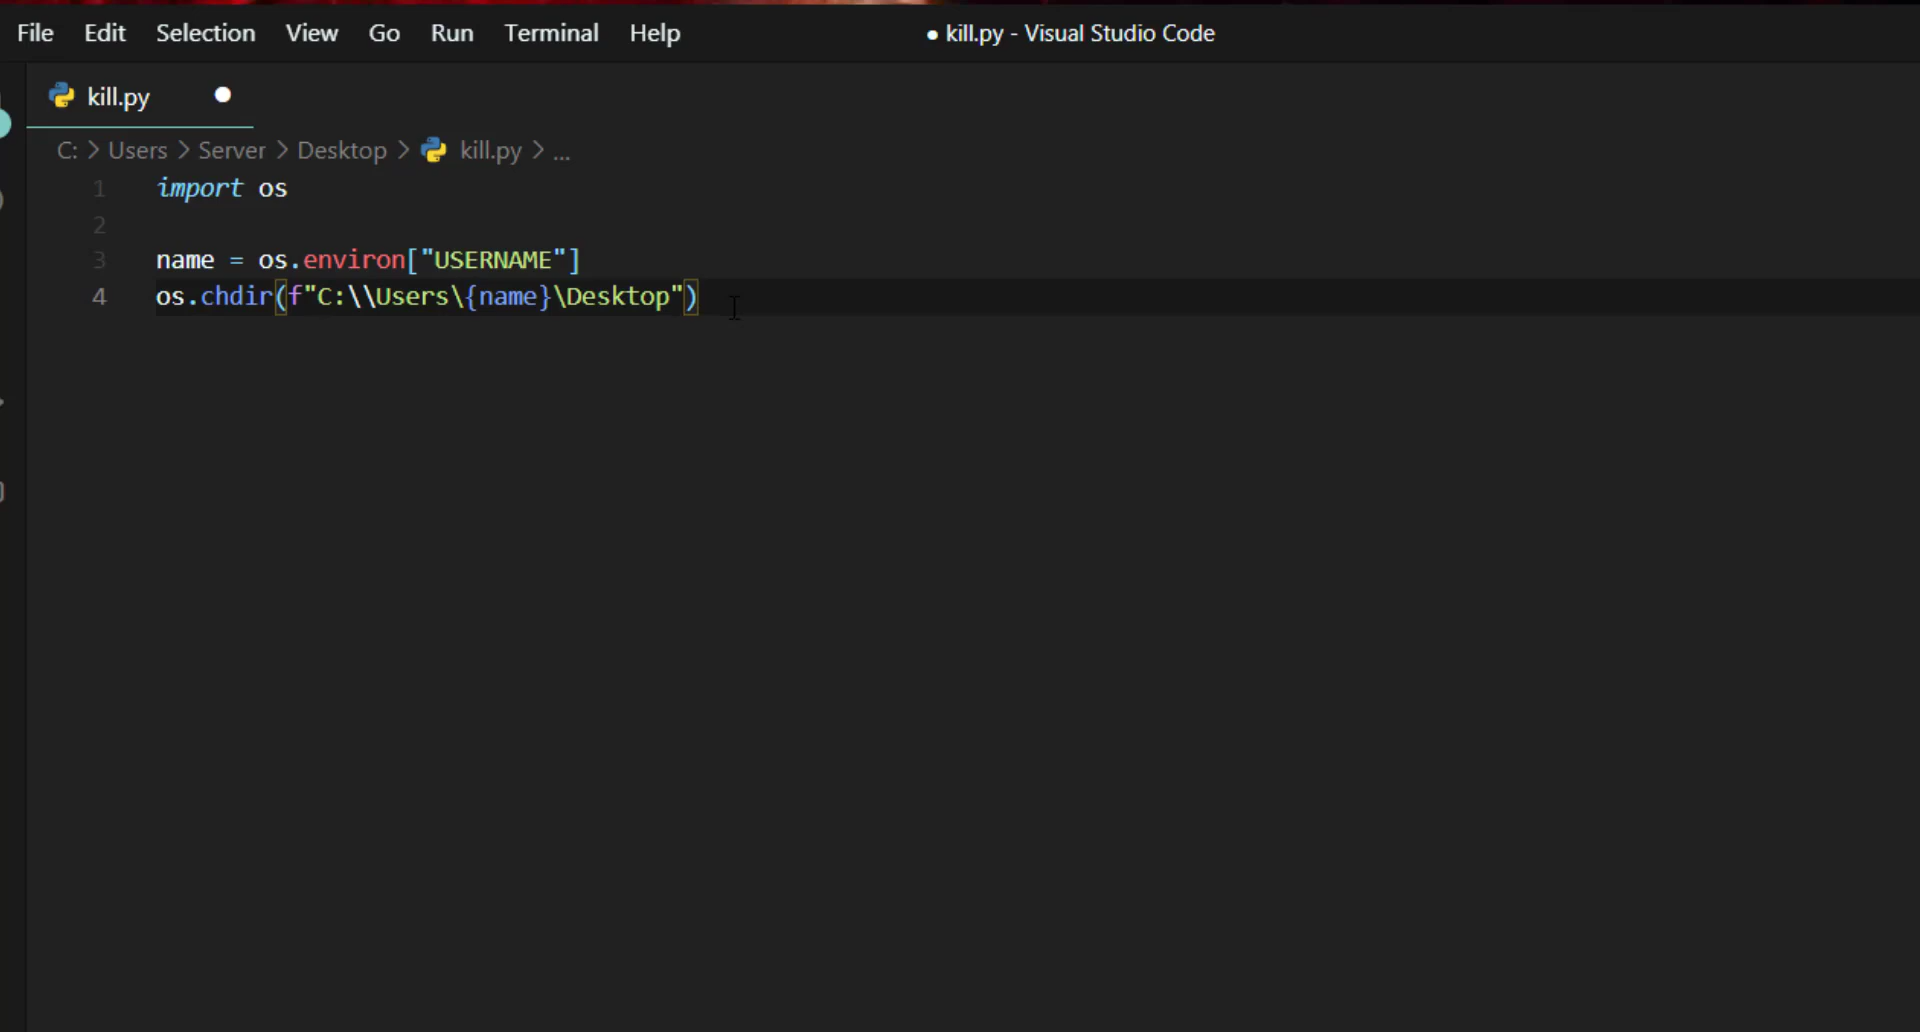 File Edit Selection View Go Run Terminal Help ● kill.py - Visual Studio Code
kill.py ●
C: > Users > Server > Desktop > kill.py > ...
1 import os
2
3 name = os.environ["USERNAME"]
4 os.chdir(f"C:\\Users\{name}\Desktop")